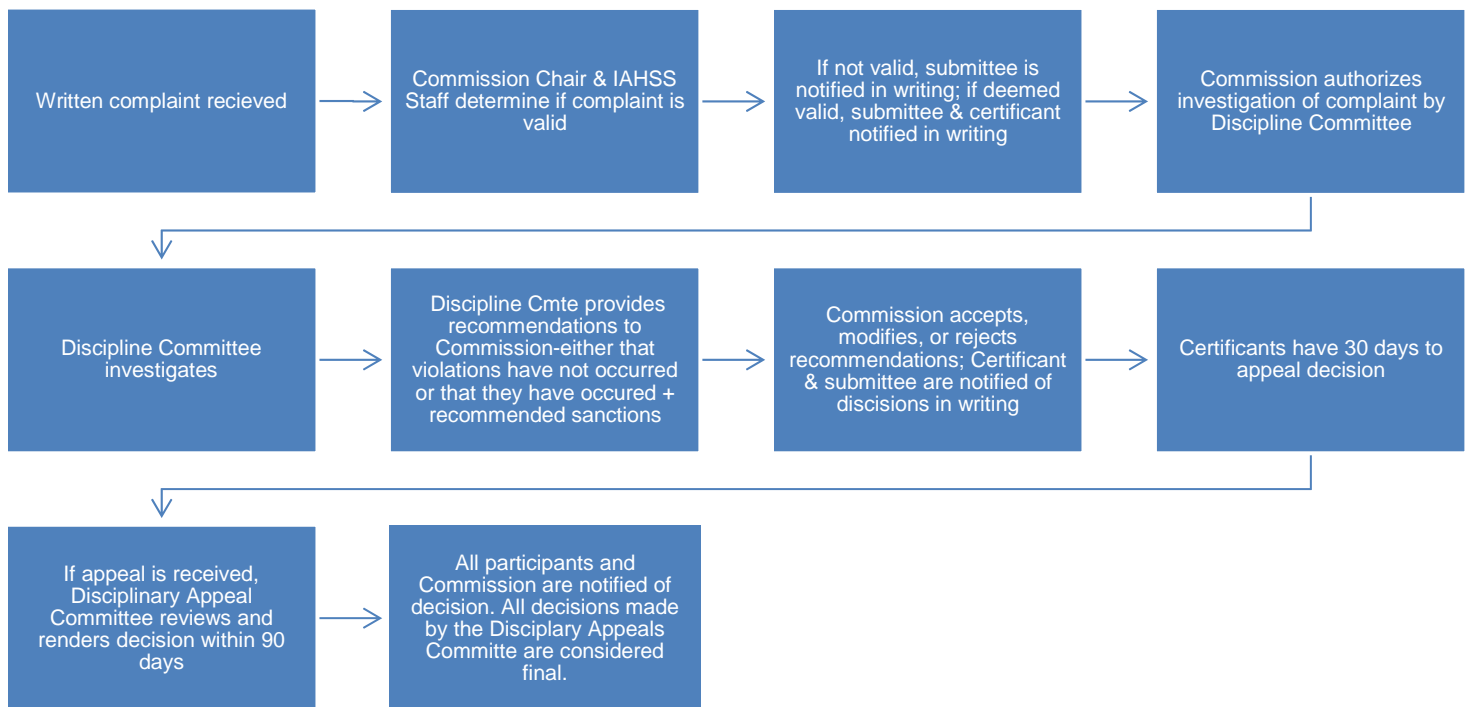 Written complaint recieved
Commission Chair & IAHSS
Staff determine if complaint is
valid
If not valid, submittee is
notified in writing; if deemed
valid, submittee & certificant
notified in writing
Commission authorizes
investigation of complaint by
Discipline Committee
Discipline Committee
investigates
Discipline Cmte provides
recommendations to
Commission-either that
violations have not occurred
or that they have occured +
recommended sanctions
Commission accepts,
modifies, or rejects
recommendations; Certificant
& submittee are notified of
discisions in writing
Certificants have 30 days to
appeal decision
If appeal is received,
Disciplinary Appeal
Committee reviews and
renders decision within 90
days
All participants and
Commission are notified of
decision. All decisions made
by the Disciplary Appeals
Committe are considered
final.